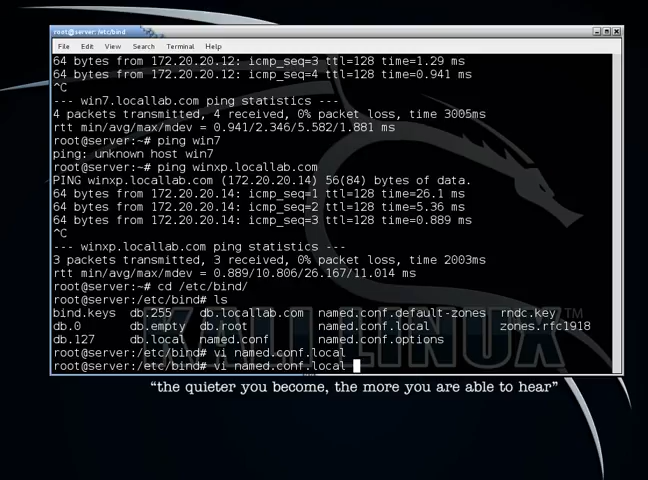 root@server: /etc/bind
File Edit View Search Terminal Help
64 bytes from 172.20.20.12: icmp_seq=3 ttl=128 time=1.29 ms
64 bytes from 172.20.20.12: icmp_seq=4 ttl=128 time=0.941 ms
^C
--- win7.locallab.com ping statistics ---
4 packets transmitted, 4 received, 0% packet loss, time 3005ms
rtt min/avg/max/mdev = 0.941/2.346/5.582/1.881 ms
root@server:~# ping win7
ping: unknown host win7
root@server:~# ping winxp.locallab.com
PING winxp.locallab.com (172.20.20.14) 56(84) bytes of data.
64 bytes from 172.20.20.14: icmp_seq=1 ttl=128 time=26.1 ms
64 bytes from 172.20.20.14: icmp_seq=2 ttl=128 time=5.36 ms
64 bytes from 172.20.20.14: icmp_seq=3 ttl=128 time=0.889 ms
^C
--- winxp.locallab.com ping statistics ---
3 packets transmitted, 3 received, 0% packet loss, time 2003ms
rtt min/avg/max/mdev = 0.889/10.806/26.167/11.014 ms
root@server:~# cd /etc/bind/
root@server:/etc/bind# ls
bind.keys db.255 db.locallab.com named.conf.default-zones rndc.key
db.0 db.empty db.root named.conf.local zones.rfc1918
db.127 db.local named.conf named.conf.options
root@server:/etc/bind# vi named.conf.local
root@server:/etc/bind# vi named.conf.local
KALI LINUX
“the quieter you become, the more you are able to hear”